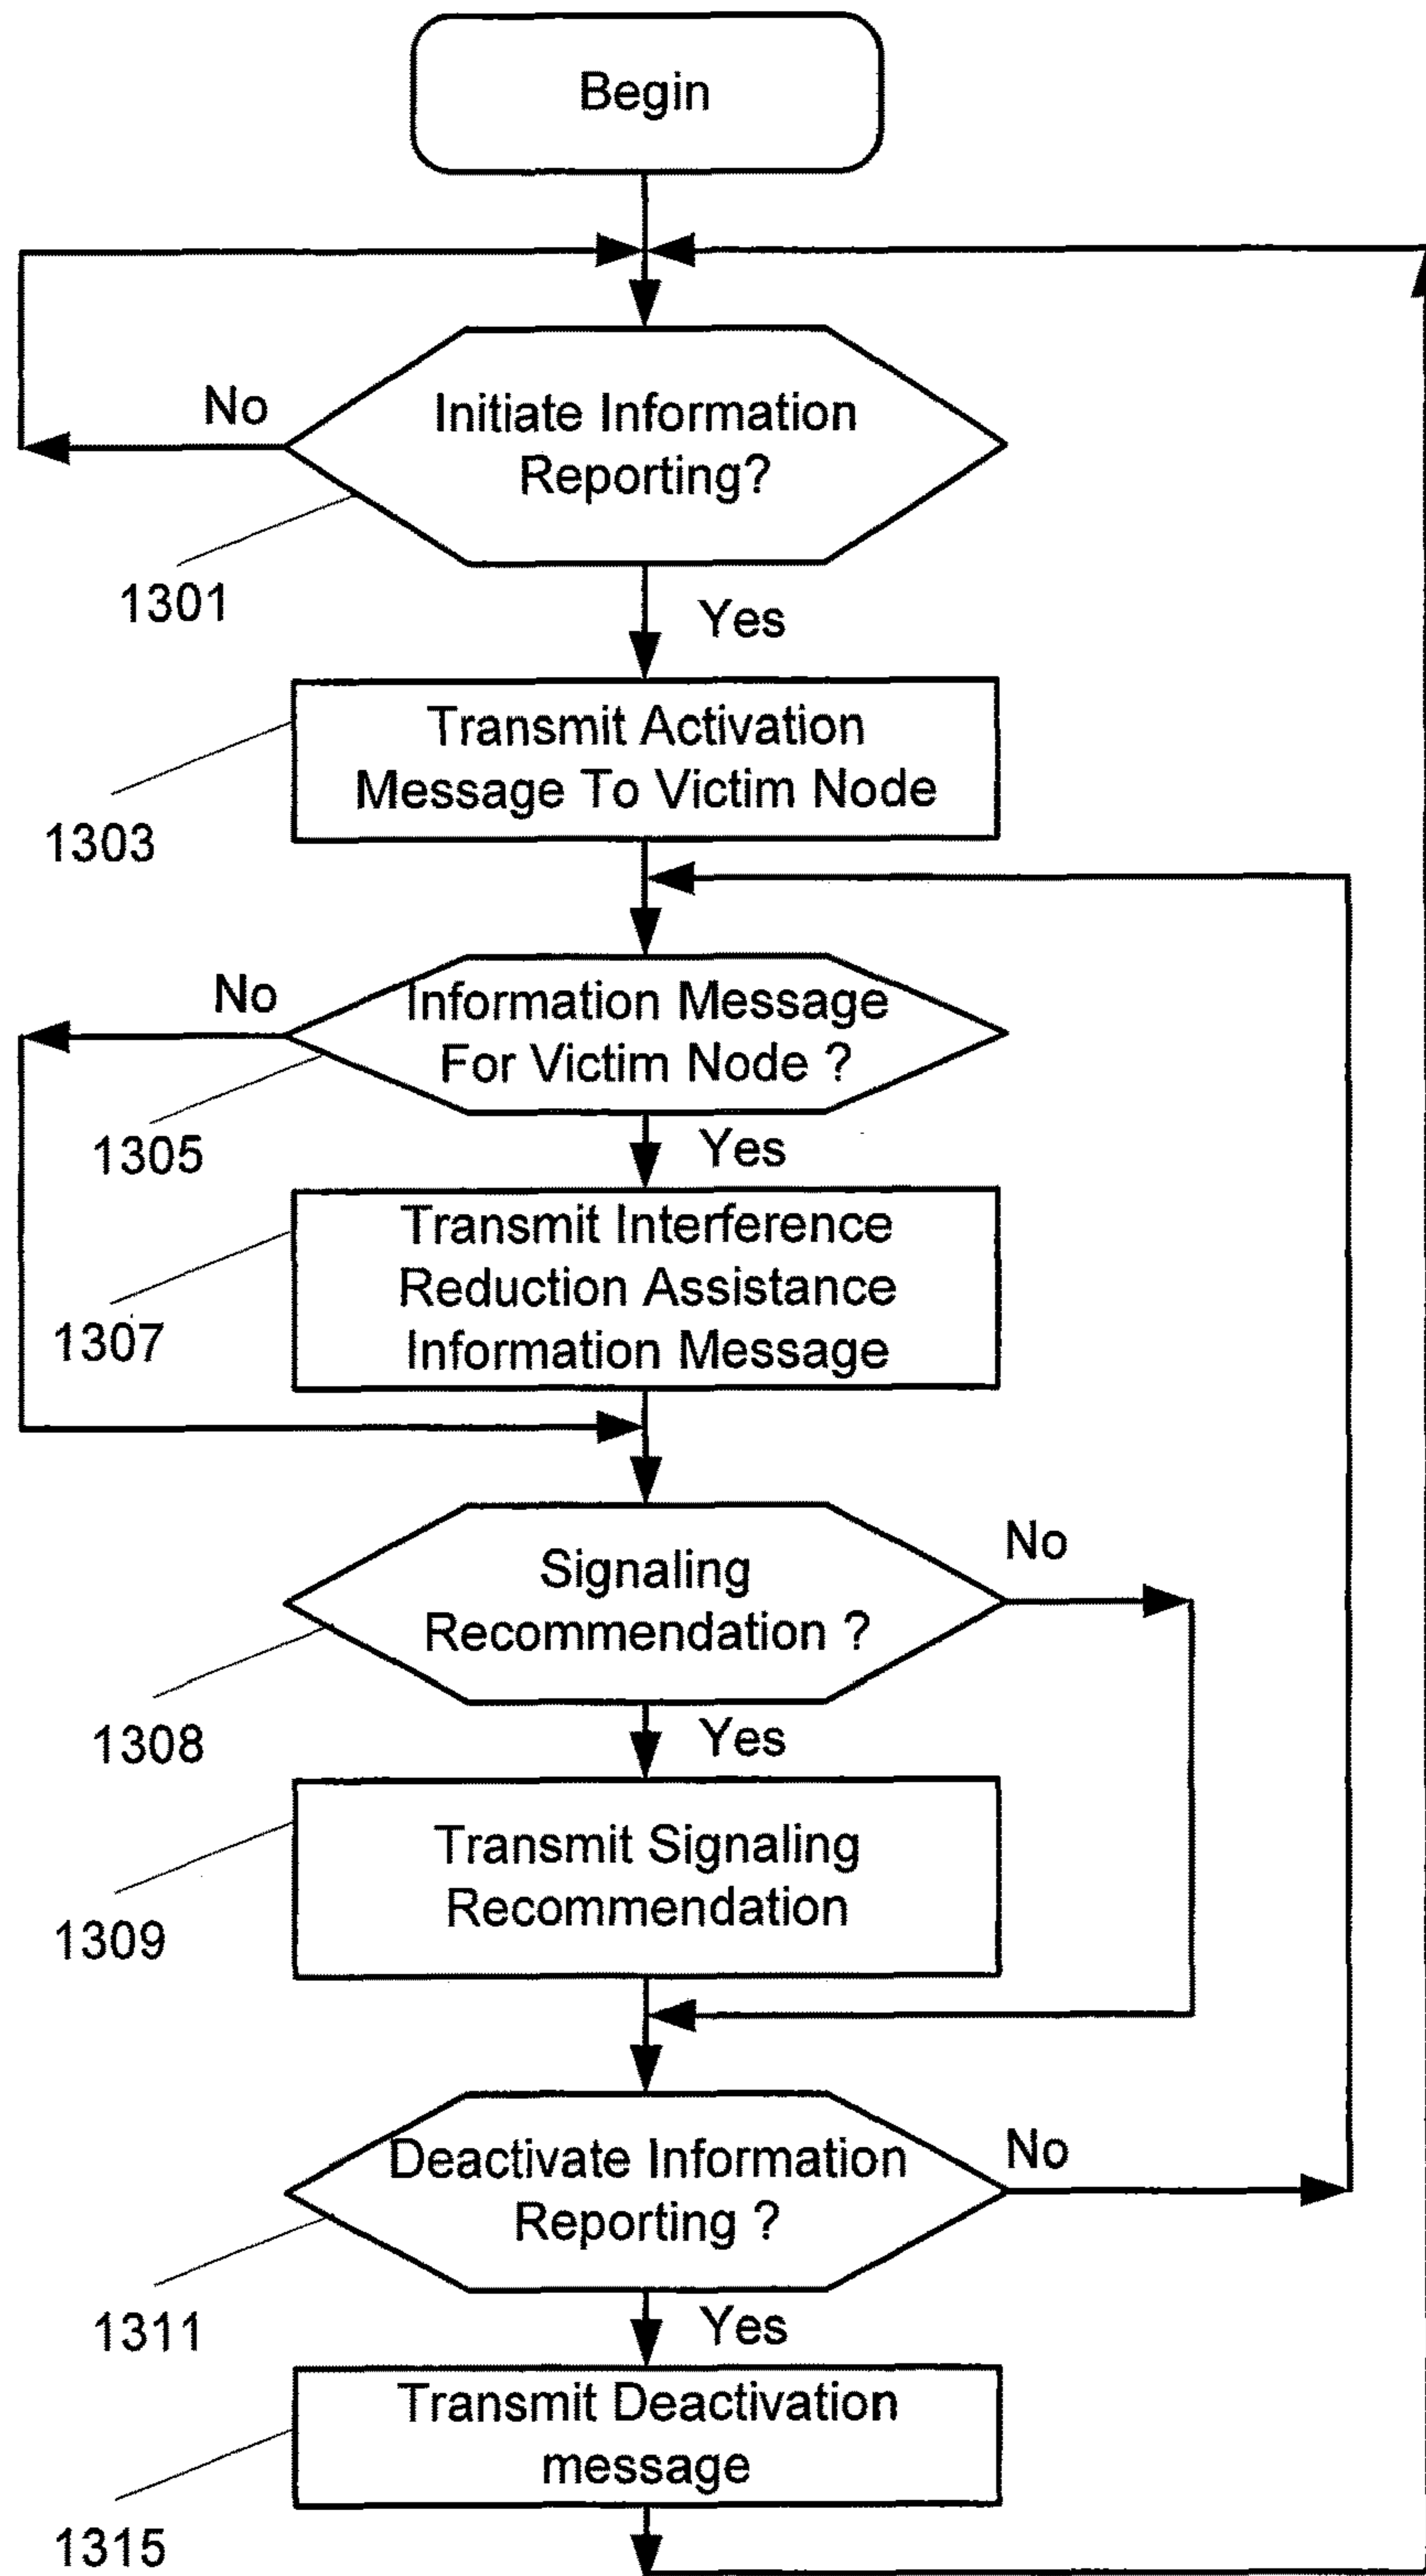 Begin
No
Initiate Information
Reporting?
1301
Yes
Transmit Activation
Message To Victim Node
1303
No
Information Message
For Victim Node ?
1305
Yes
Transmit Interference
Reduction Assistance
Information Message
1307
Signaling
Recommendation ?
No
1308
Yes
Transmit Signaling
Recommendation
1309
Deactivate Information
Reporting ?
No
1311
Yes
Transmit Deactivation
message
1315